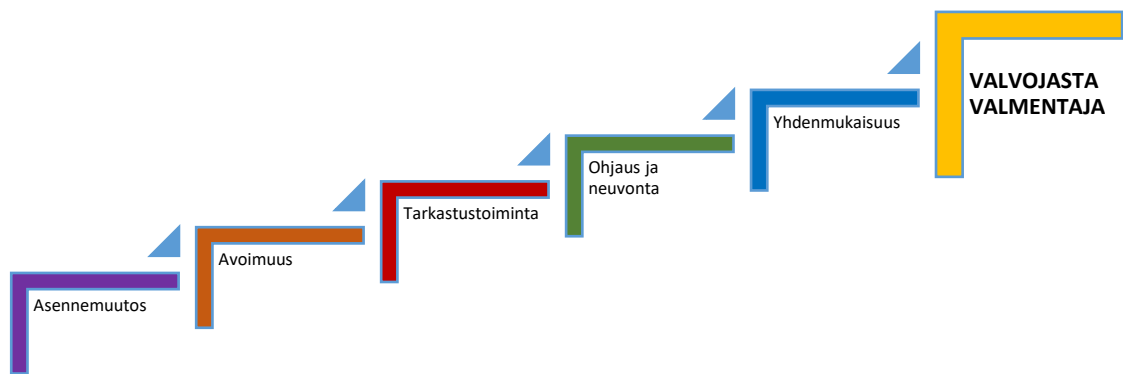 Asennemuutos
Avoimuus
Tarkastustoiminta
Ohjaus ja
neuvonta
Yhdenmukaisuus
VALVOJASTA
VALMENTAJA